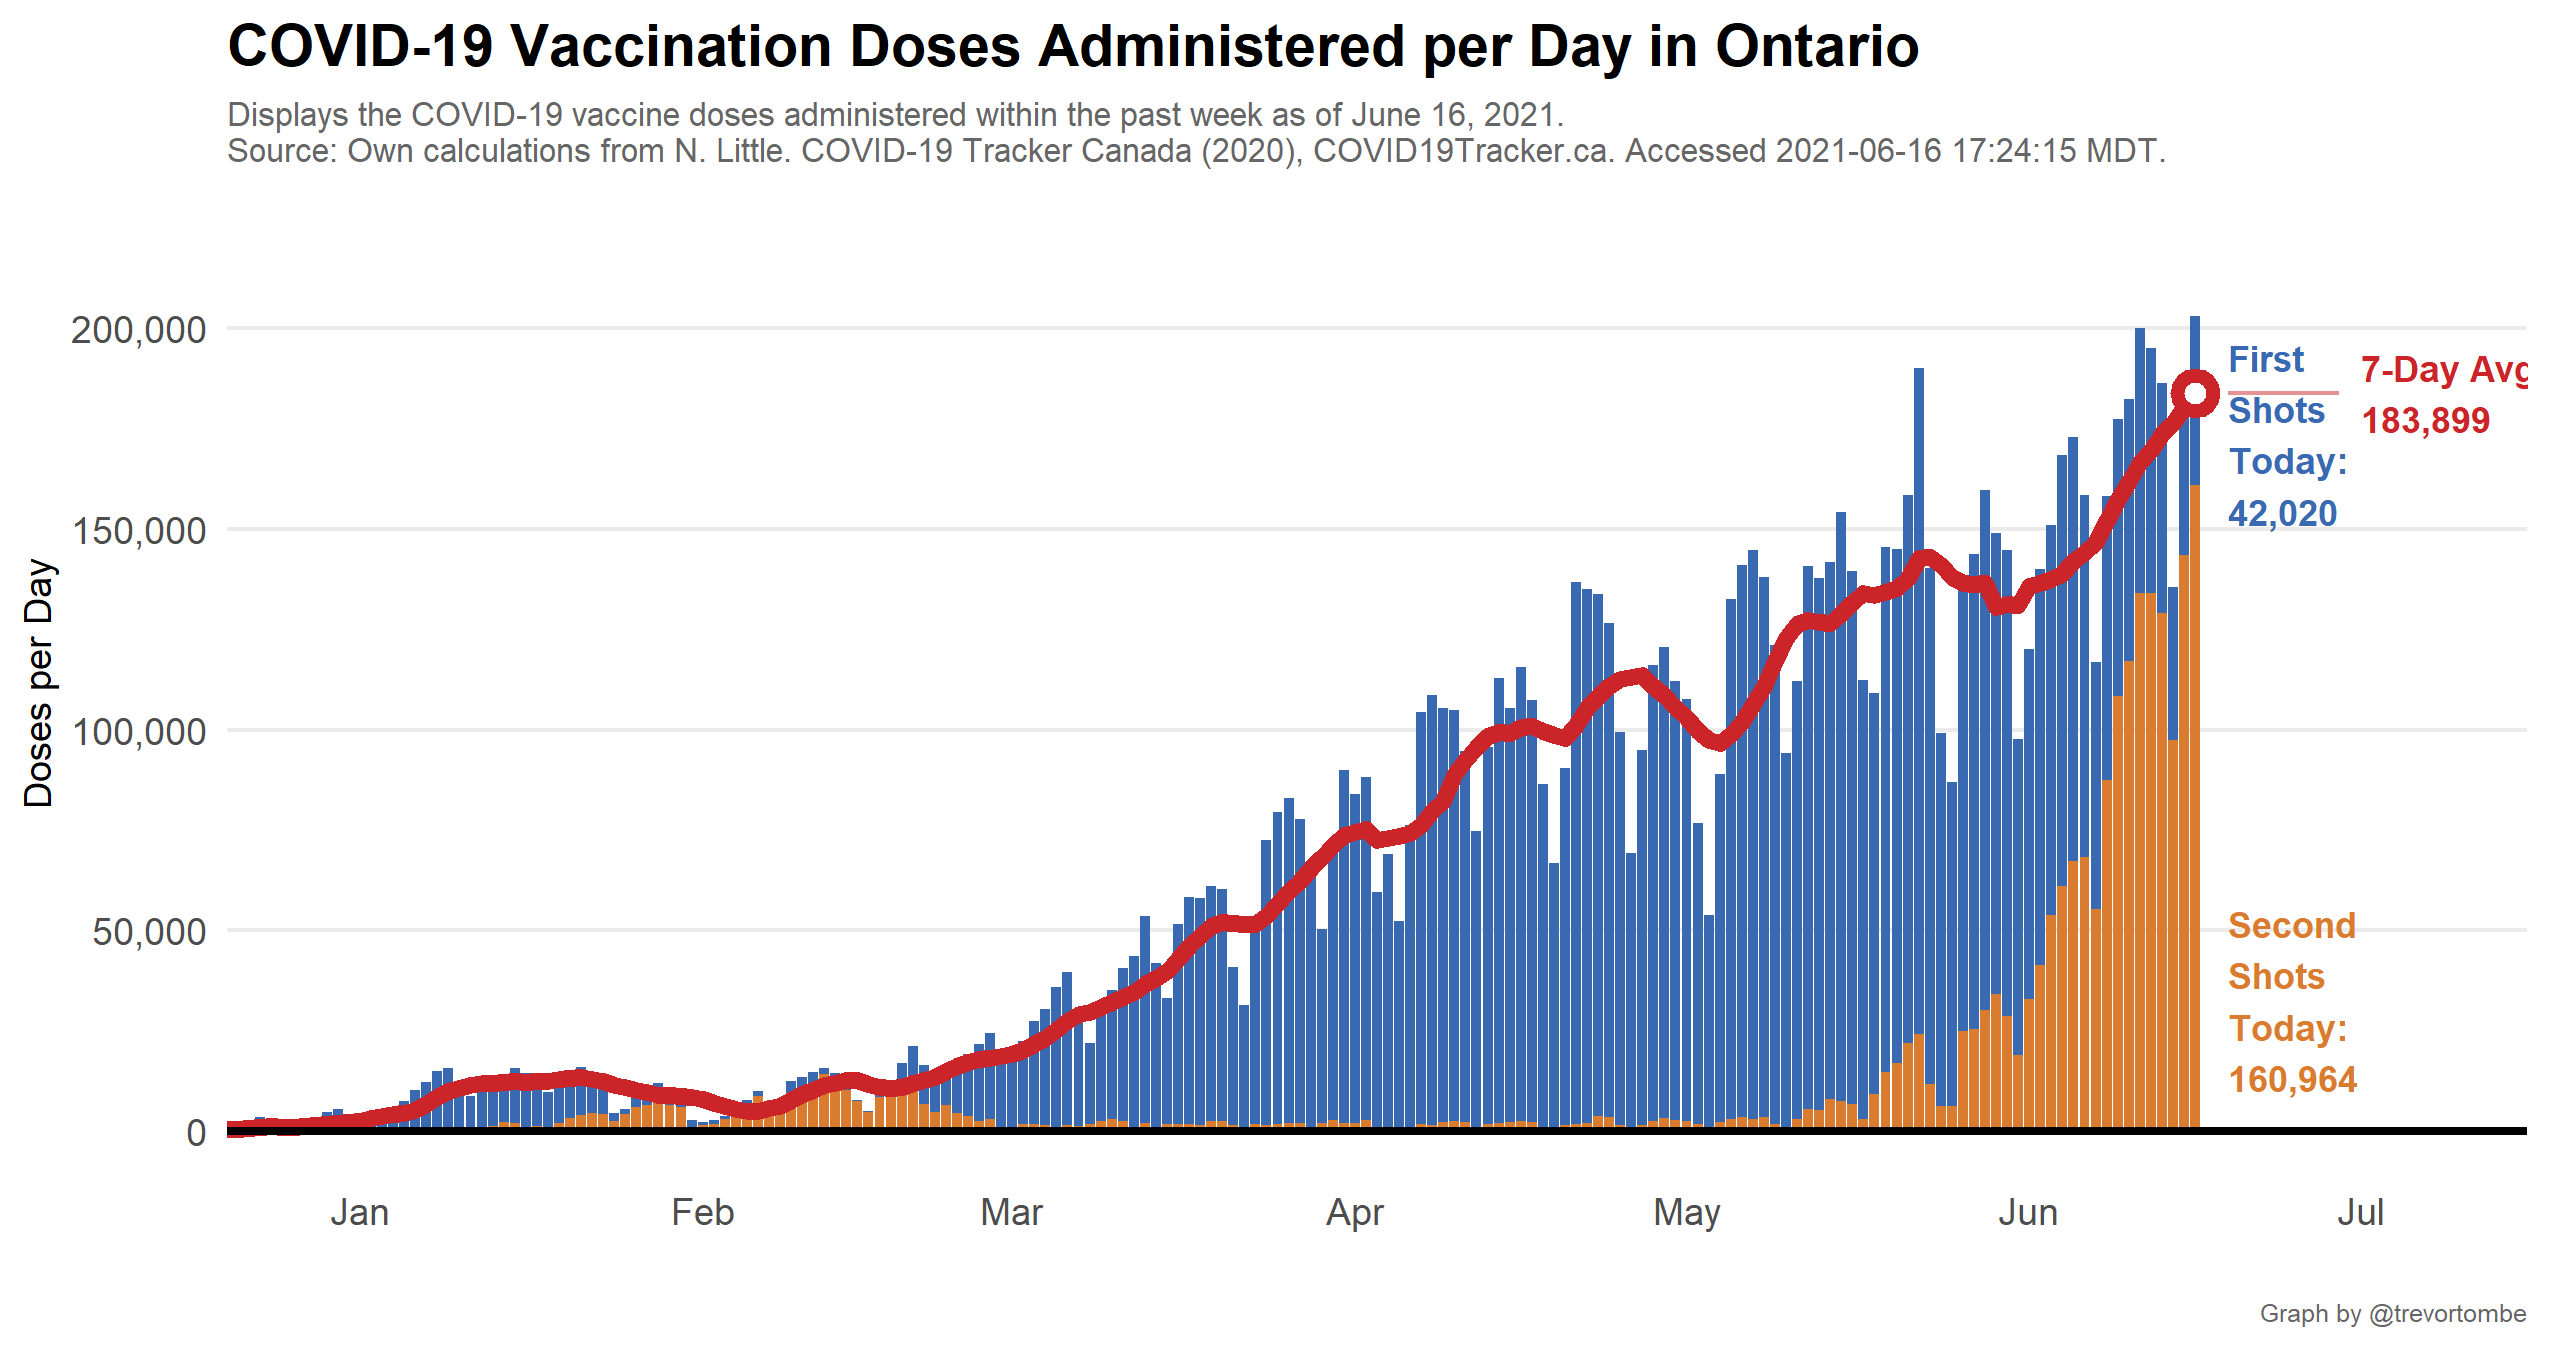 COVID-19 Vaccination Doses Administered per Day in Ontario
Displays the COVID-19 vaccine doses administered within the past week as of June 16, 2021.
Source: Own calculations from N. Little. COVID-19 Tracker Canada (2020), COVID19Tracker.ca. Accessed 2021-06-16 17:24:15 MDT.
Doses per Day
200,000
150,000
100,000
50,000
0
First
Shots
Today:
42,020
7-Day Avg
183,899
Second
Shots
Today:
160,964
Jan
Feb
Mar
Apr
May
Jun
Jul
Graph by @trevortombe